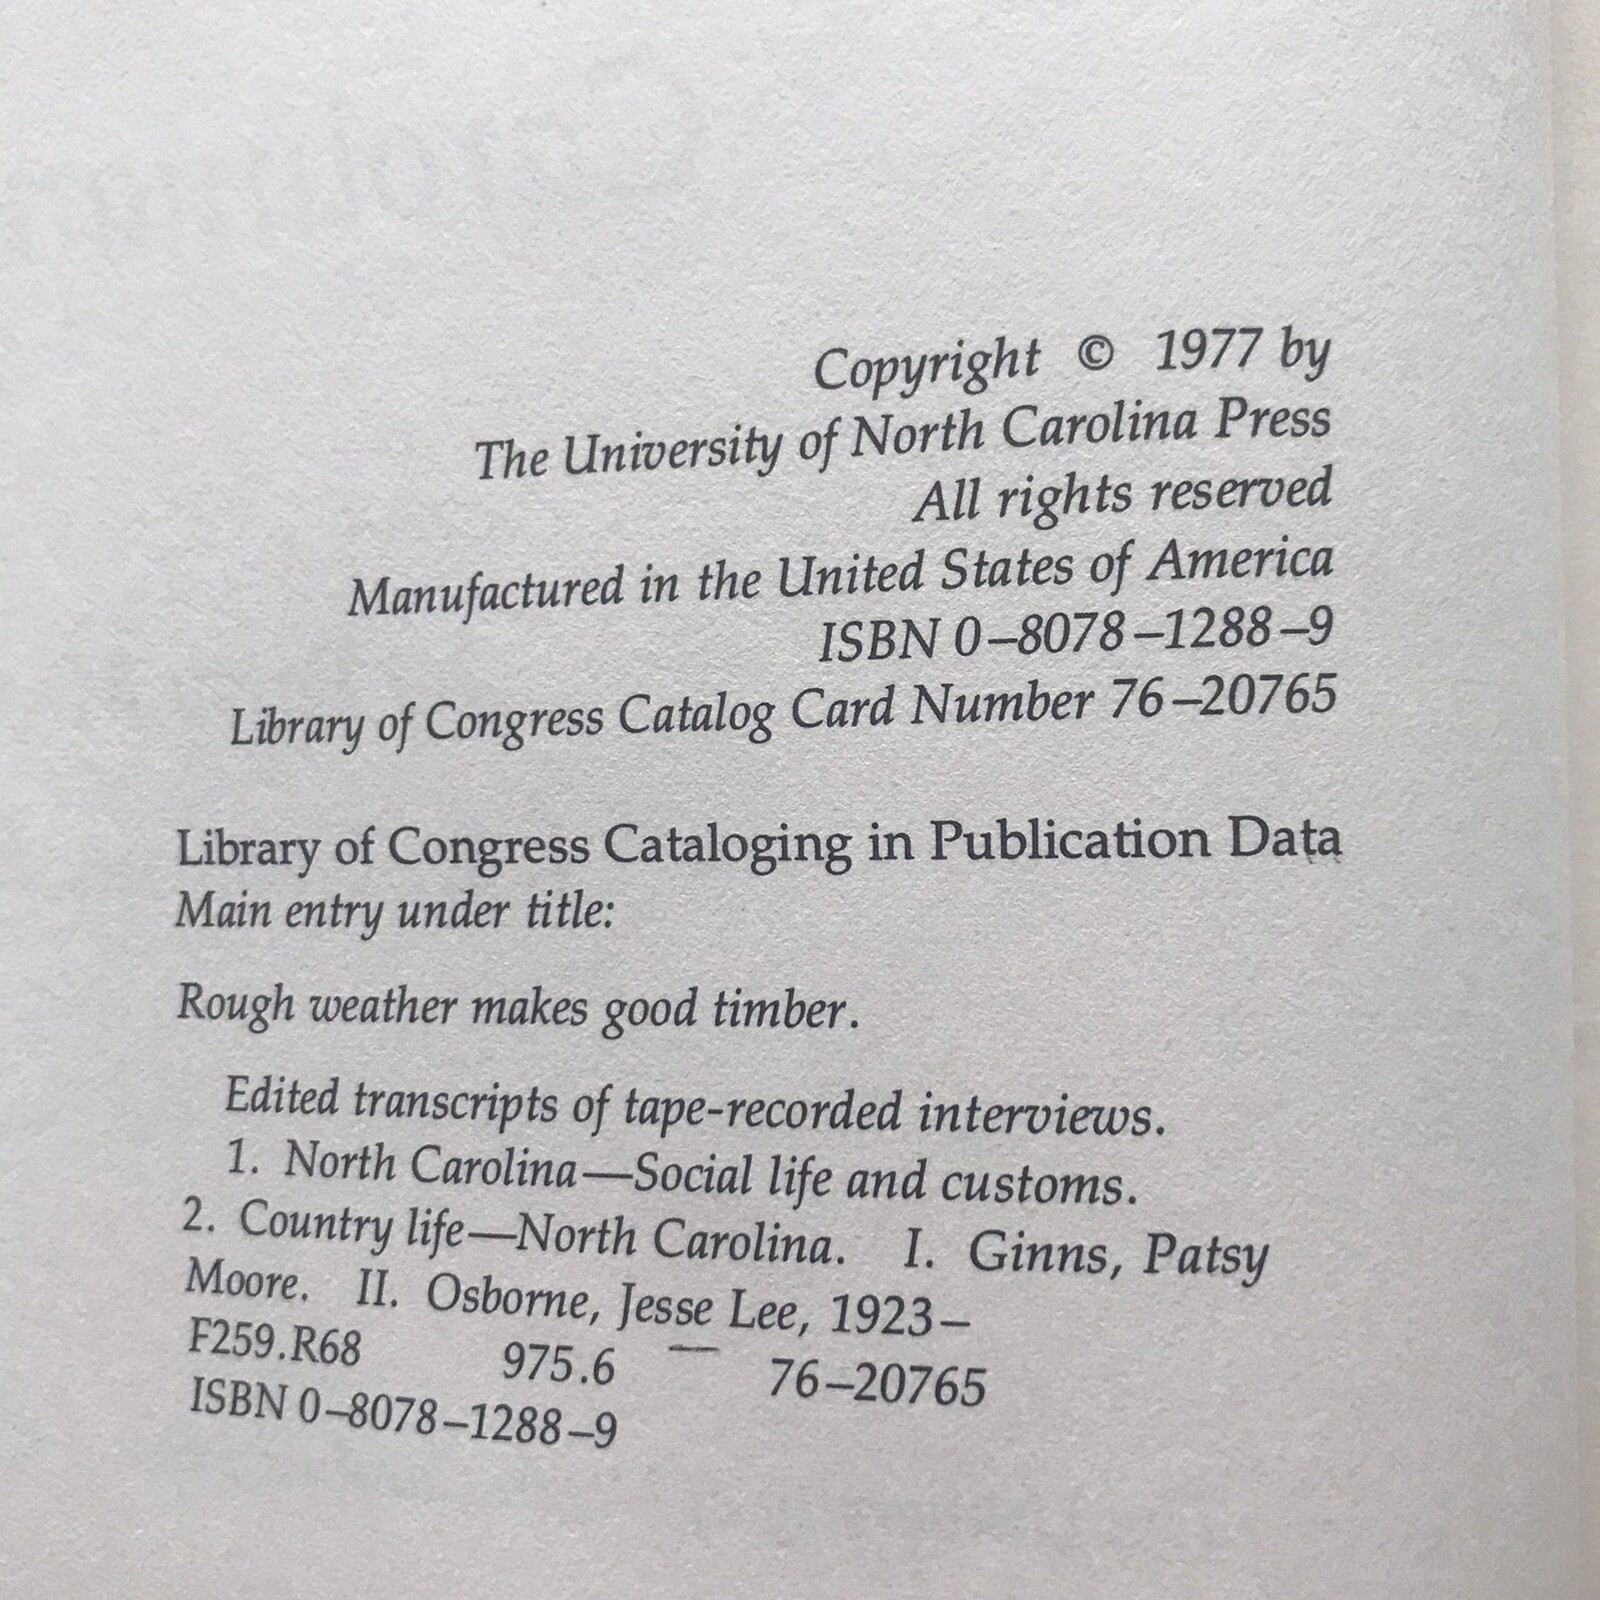 Copyright © 1977 by
The University of North Carolina Press
All rights reserved
Manufactured in the United States of America
ISBN 0–8078–1288–9
Library of Congress Catalog Card Number 76–20765
Library of Congress Cataloging in Publication Data
Main entry under title:
Rough weather makes good timber.
Edited transcripts of tape-recorded interviews.
1. North Carolina—Social life and customs.
2. Country life—North Carolina. I. Ginns, Patsy
Moore. II. Osborne, Jesse Lee, 1923–
F259.R68 975.6 76–20765
ISBN 0–8078–1288–9